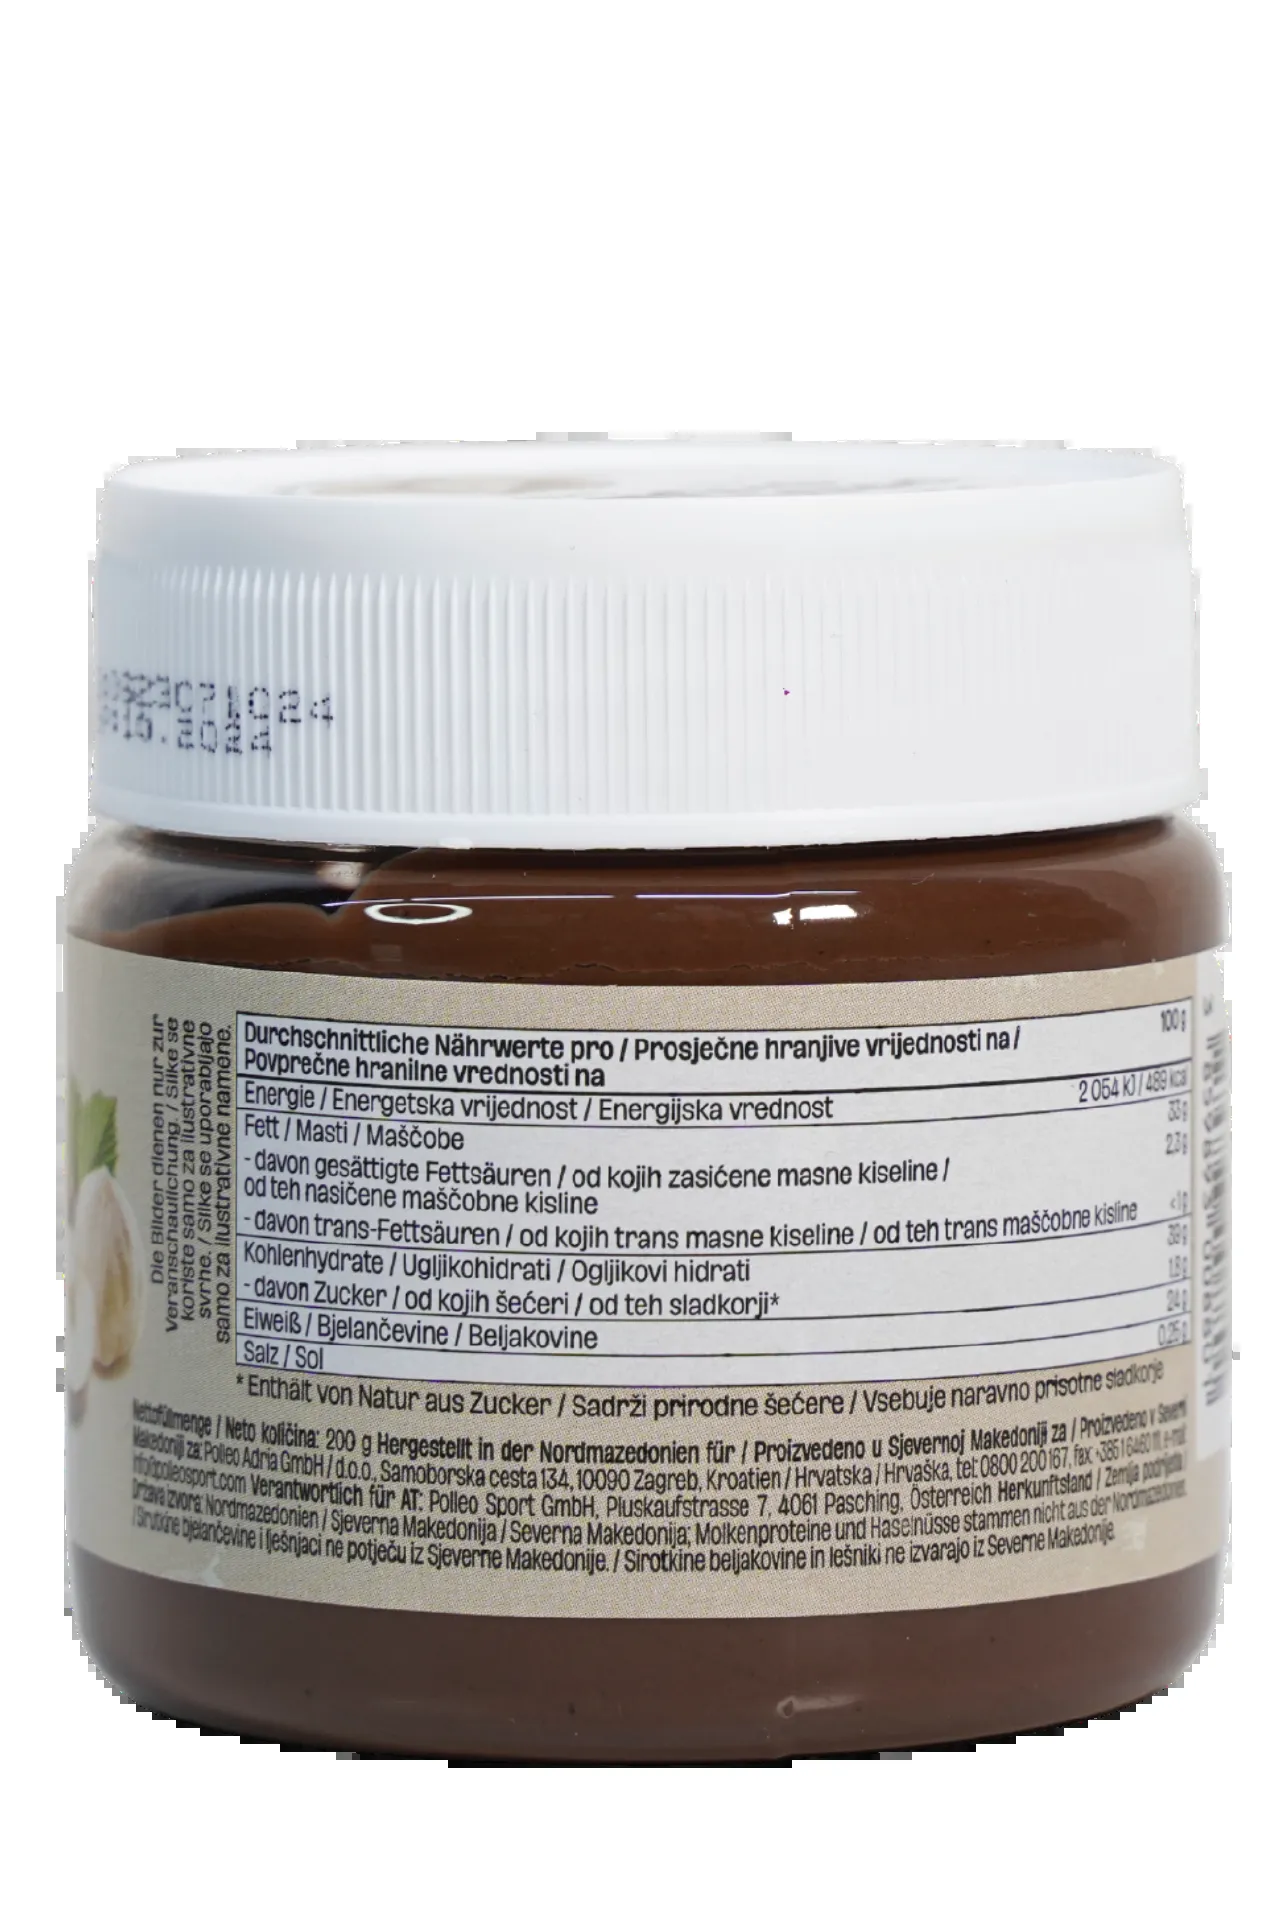 071024
10.2024
Die Bilder dienen nur zur
Veranschaulichung. / Slike se
koriste samo za ilustrativne
svrhe. / Slike se uporabljajo
samo za ilustrativne namene.
Durchschnittliche Nährwerte pro / Prosječne hranjive vrijednosti na / 100 g
Povprečne hranilne vrednosti na
Energie / Energetska vrijednost / Energijska vrednost 2 054 kJ / 489 kcal
Fett / Masti / Maščobe 33 g
- davon gesättigte Fettsäuren / od kojih zasićene masne kiseline / 2,3 g
od teh nasičene maščobne kisline
- davon trans-Fettsäuren / od kojih trans masne kiseline / od teh trans maščobne kisline <1 g
Kohlenhydrate / Ugljikohidrati / Ogljikovi hidrati 39 g
- davon Zucker / od kojih šećeri / od teh sladkorji* 1,8 g
Eiweiß / Bjelančevine / Beljakovine 24 g
Salz / Sol 0,25 g
* Enthält von Natur aus Zucker / Sadrži prirodne šećere / Vsebuje naravno prisotne sladkorje
Nettofüllmenge / Neto količina: 200 g Hergestellt in der Nordmazedonien für / Proizvedeno u Sjevernoj Makedoniji za / Proizvedeno v Severni
Makedoniji za: Polleo Adria GmbH / d.o.o., Samoborska cesta 134, 10090 Zagreb, Kroatien / Hrvatska / Hrvaška, tel: 0800 200 167, fax: +385 1 6460 111, e-mail:
info@polleosport.com Verantwortlich für AT: Polleo Sport GmbH, Pluskaufstrasse 7, 4061 Pasching, Österreich Herkunftsland / Zemlja podrijetla /
Država izvora: Nordmazedonien / Sjeverna Makedonija / Severna Makedonija; Molkenproteine und Haselnüsse stammen nicht aus der Nordmazedonien.
/ Sirutkine bjelančevine i lješnjaci ne potječu iz Sjeverne Makedonije. / Sirotkine beljakovine in lešniki ne izvarajo iz Severne Makedonije.